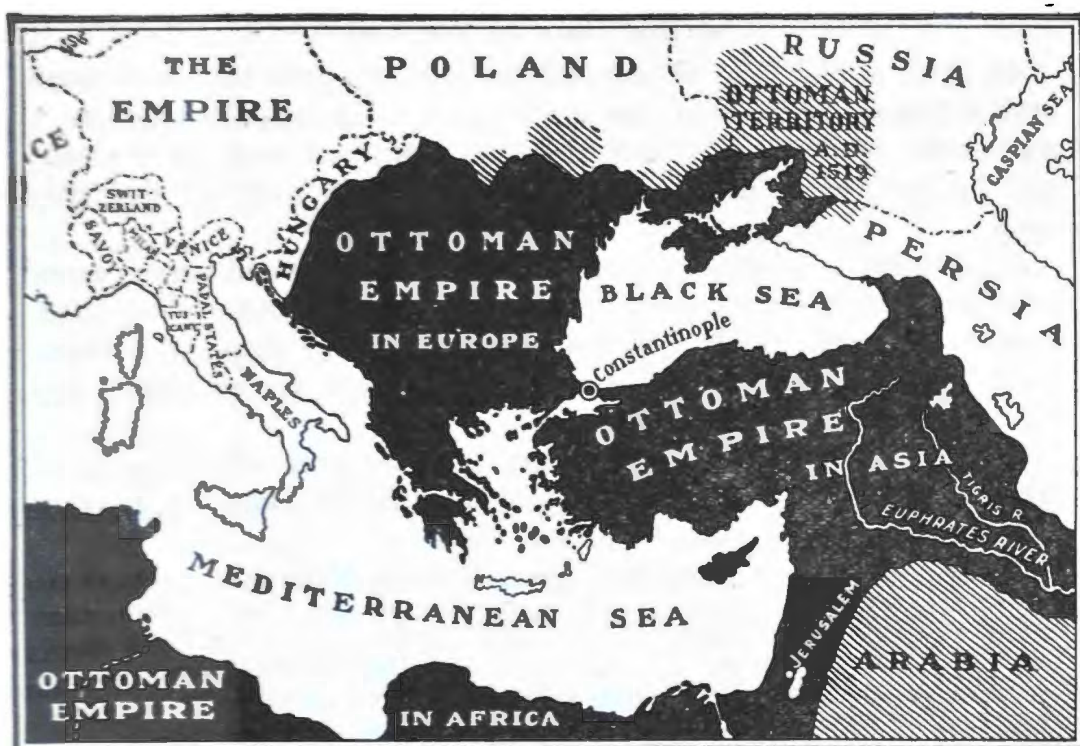 THE
EMPIRE
POLAND
RUSSIA
OTTOMAN
TERRITORY
A.D.
1519
CASPIAN SEA
ICE
HUNGARY
SWIT-
ZERLAND
SAVOY
MILAN
VENICE
TUS-
CANY
PAPAL STATES
NAPLES
OTTOMAN
EMPIRE
IN EUROPE
BLACK SEA
PERSIA
Constantinople
OTTOMAN
EMPIRE
IN ASIA
TIGRIS R.
EUPHRATES RIVER
MEDITERRANEAN SEA
JERUSALEM
ARABIA
OTTOMAN
EMPIRE
IN AFRICA